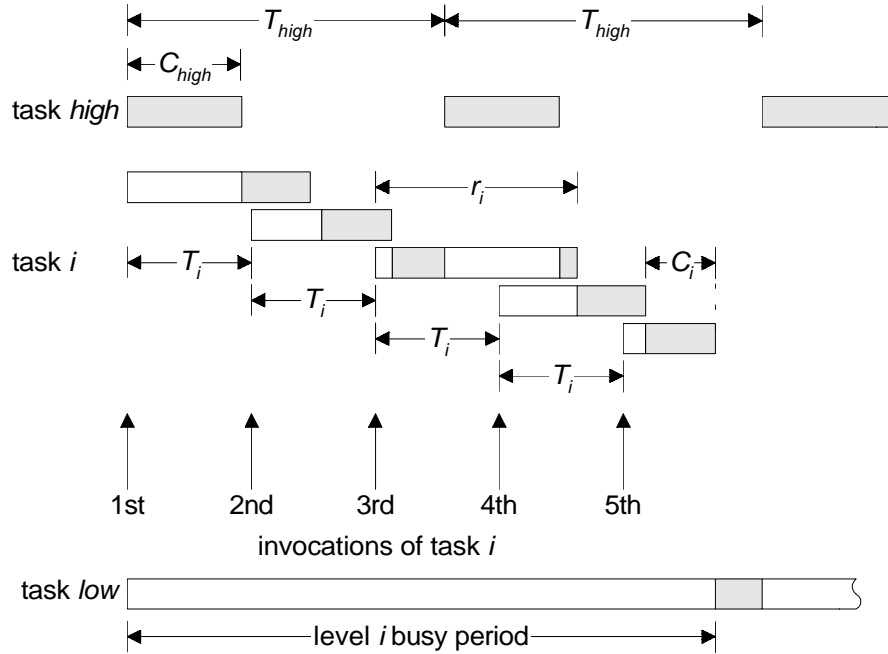 T_high T_high
C_high
task high
r_i
task i T_i C_i
T_i
T_i
T_i
1st 2nd 3rd 4th 5th
invocations of task i
task low
level i busy period